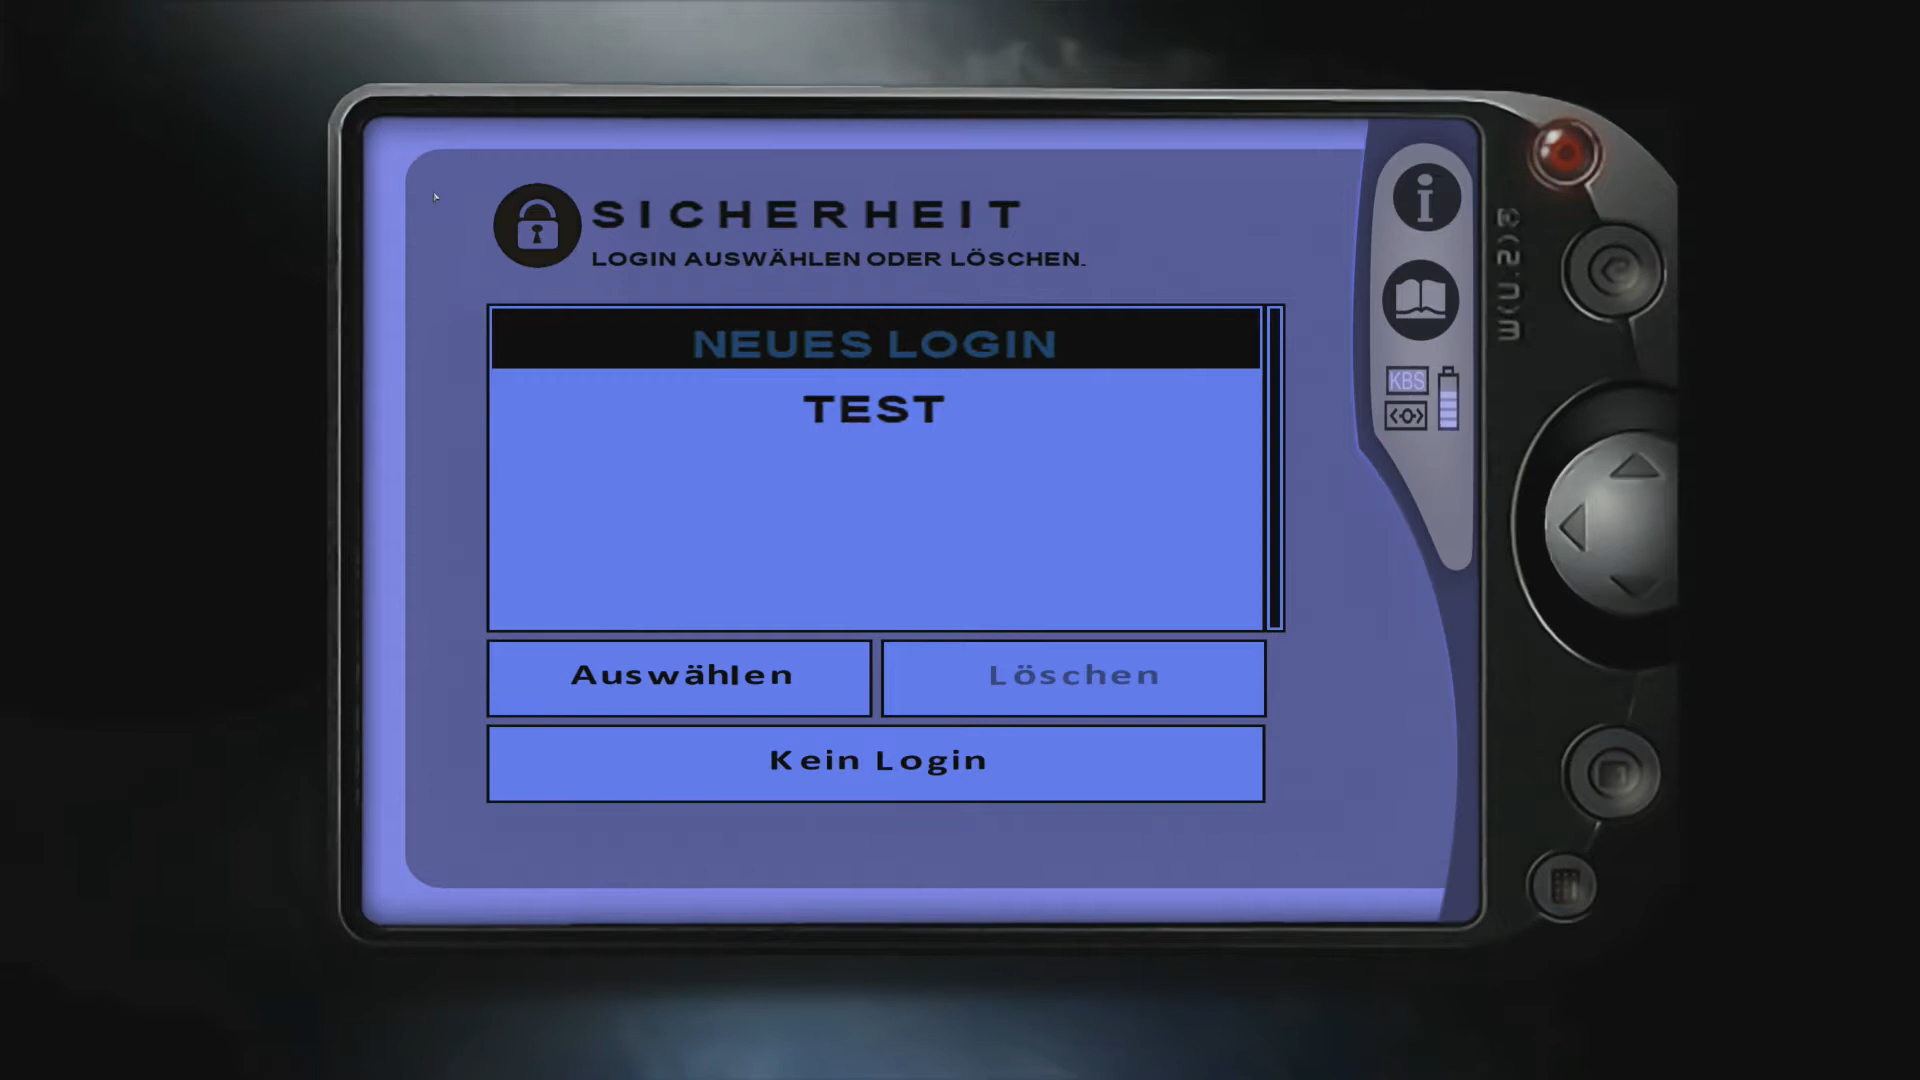 SICHERHEIT
LOGIN AUSWÄHLEN ODER LÖSCHEN.
NEUES LOGIN
TEST
KBS
Auswählen
Löschen
Kein Login